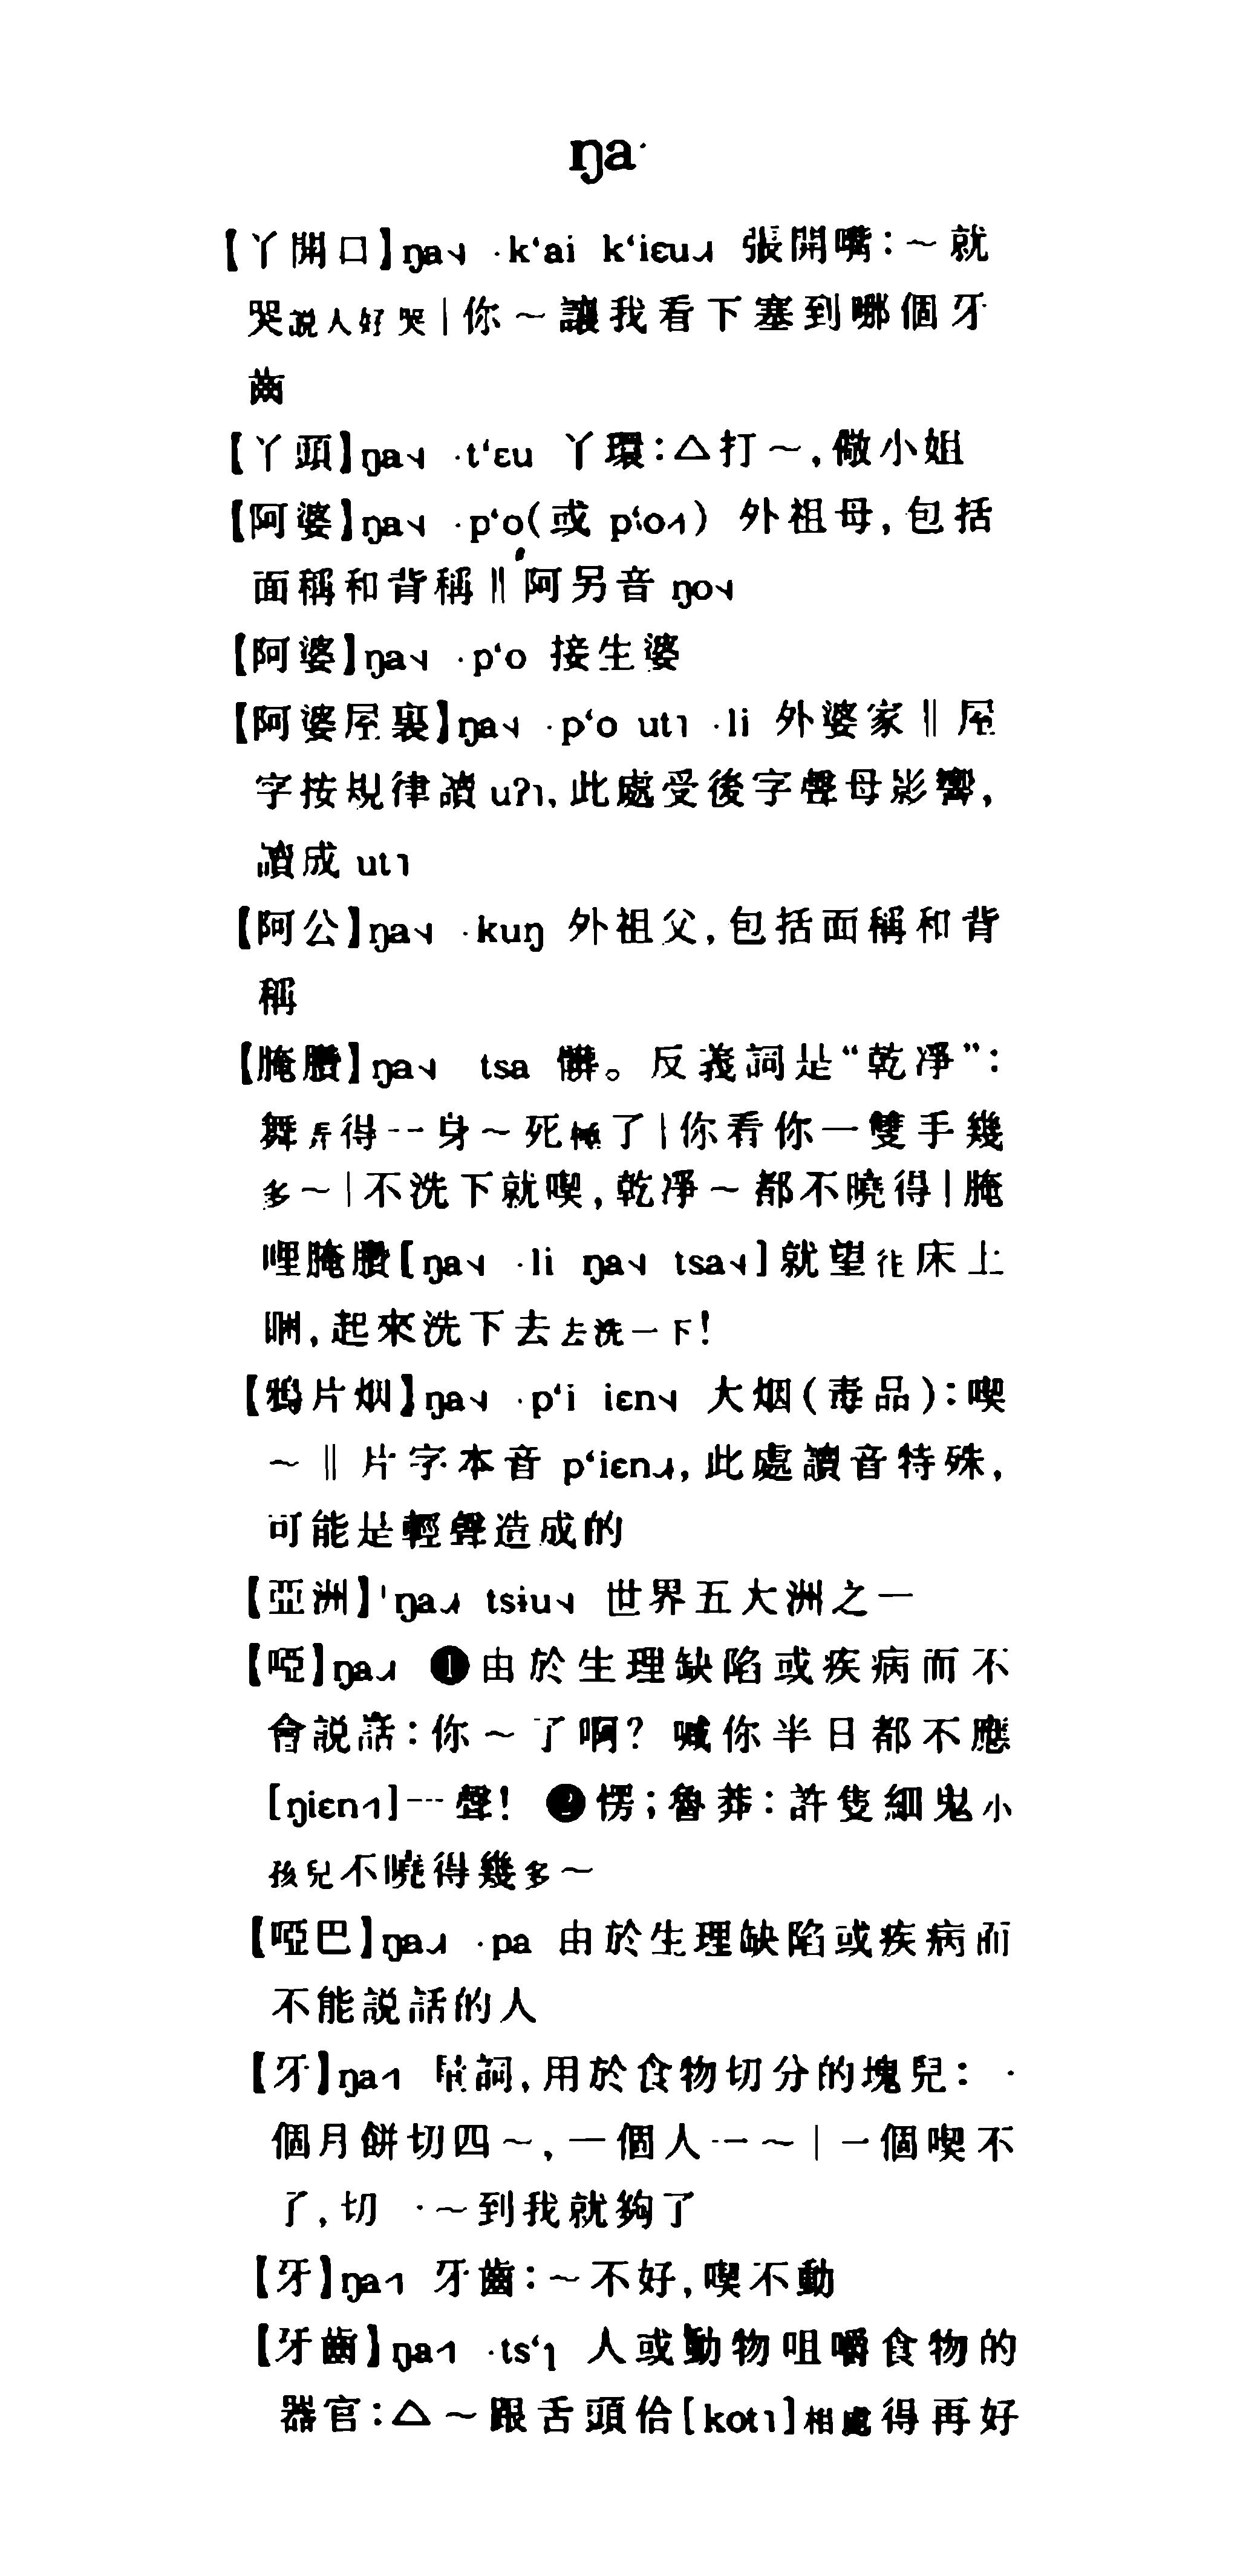 ŋa
【丫開口】ŋa˧˩ ·k‘ai k‘iɛu˨˩ 張開嘴：～就
哭説人好哭｜你～讓我看下塞到哪個牙
齒
【丫頭】ŋa˧˩ ·t‘ɛu 丫環：△打～，做小姐
【阿婆】ŋa˧˩ ·p‘o(或 p‘o˧˥) 外祖母，包括
面稱和背稱‖阿另音 ŋo˧˩
【阿婆】ŋa˧˩ ·p‘o 接生婆
【阿婆屋裏】ŋa˧˩ ·p‘o ut˥ ·li 外婆家‖屋
字按規律讀 uʔ˥，此處受後字聲母影響，
讀成 ut˥
【阿公】ŋa˧˩ ·kuŋ 外祖父，包括面稱和背
稱
【腌臢】ŋa˧˩ tsa 髒。反義詞是“乾凈”：
舞弄得一身～死極了｜你看你一雙手幾
多～｜不洗下就喫，乾凈～都不曉得｜腌
哩腌臢[ŋa˧˩ ·li ŋa˧˩ tsa˧˩]就望往床上
睏，起來洗下去去洗一下！
【鴉片烟】ŋa˧˩ ·p‘i iɛn˧˩ 大烟(毒品)：喫
～‖片字本音 p‘iɛn˨˩，此處讀音特殊，
可能是輕聲造成的
【亞洲】ˈŋa˨˩ tsiu˧˩ 世界五大洲之一
【啞】ŋa˨˩ ❶由於生理缺陷或疾病而不
會説話：你～了啊？喊你半日都不應
[ŋiɛn˧˥]一聲！ ❷愣；魯莽：許隻細鬼小
孩兒不曉得幾多～
【啞巴】ŋa˨˩ ·pa 由於生理缺陷或疾病而
不能説話的人
【牙】ŋa˧˥ 量詞，用於食物切分的塊兒：一
個月餅切四～，一個人一～｜一個喫不
了，切一～到我就夠了
【牙】ŋa˧˥ 牙齒：～不好，喫不動
【牙齒】ŋa˧˥ ·ts‘ɿ 人或動物咀嚼食物的
器官：△～跟舌頭佮[kot˥]相處得再好